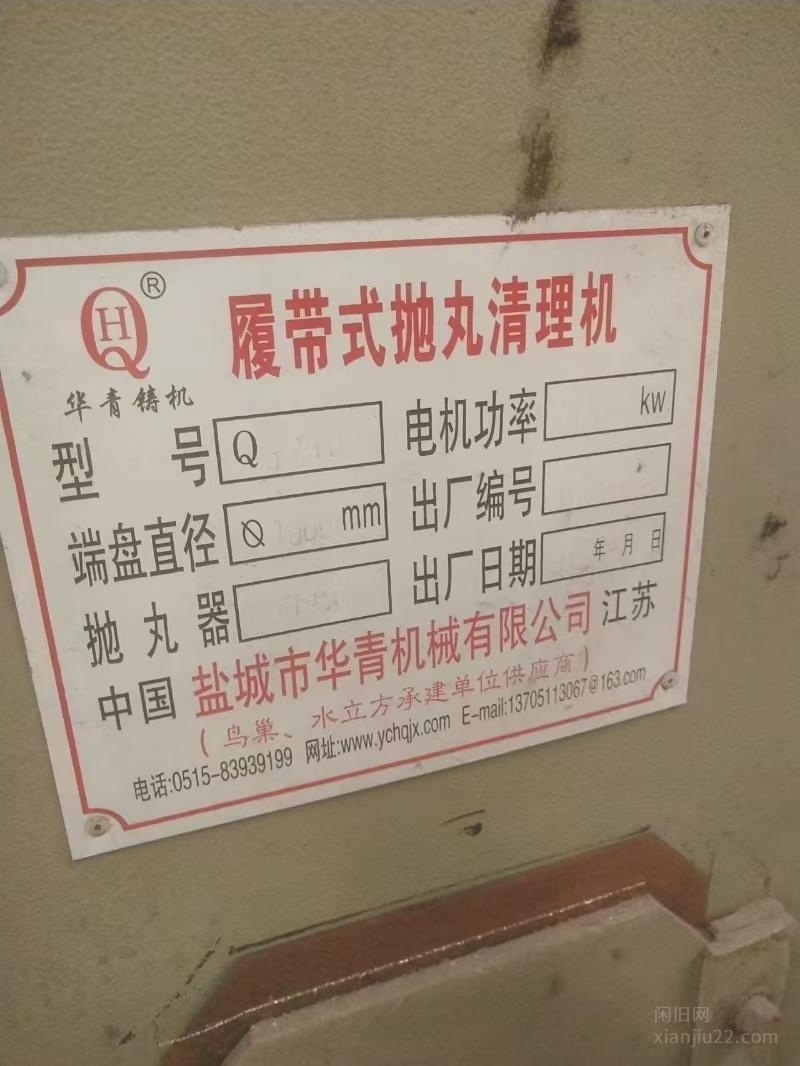 HQ®
华青铸机
履带式抛丸清理机
型 号 Q
电机功率 kw
端盘直径 Ø 1000 mm
出厂编号
抛丸器
出厂日期 年 月 日
中国 盐城市华青机械有限公司 江苏
(鸟巢、水立方承建单位供应商)
电话:0515-83939199 网址:www.ychqjx.com E-mail:13705113067@163.com
闲旧网
xianjiu22.com